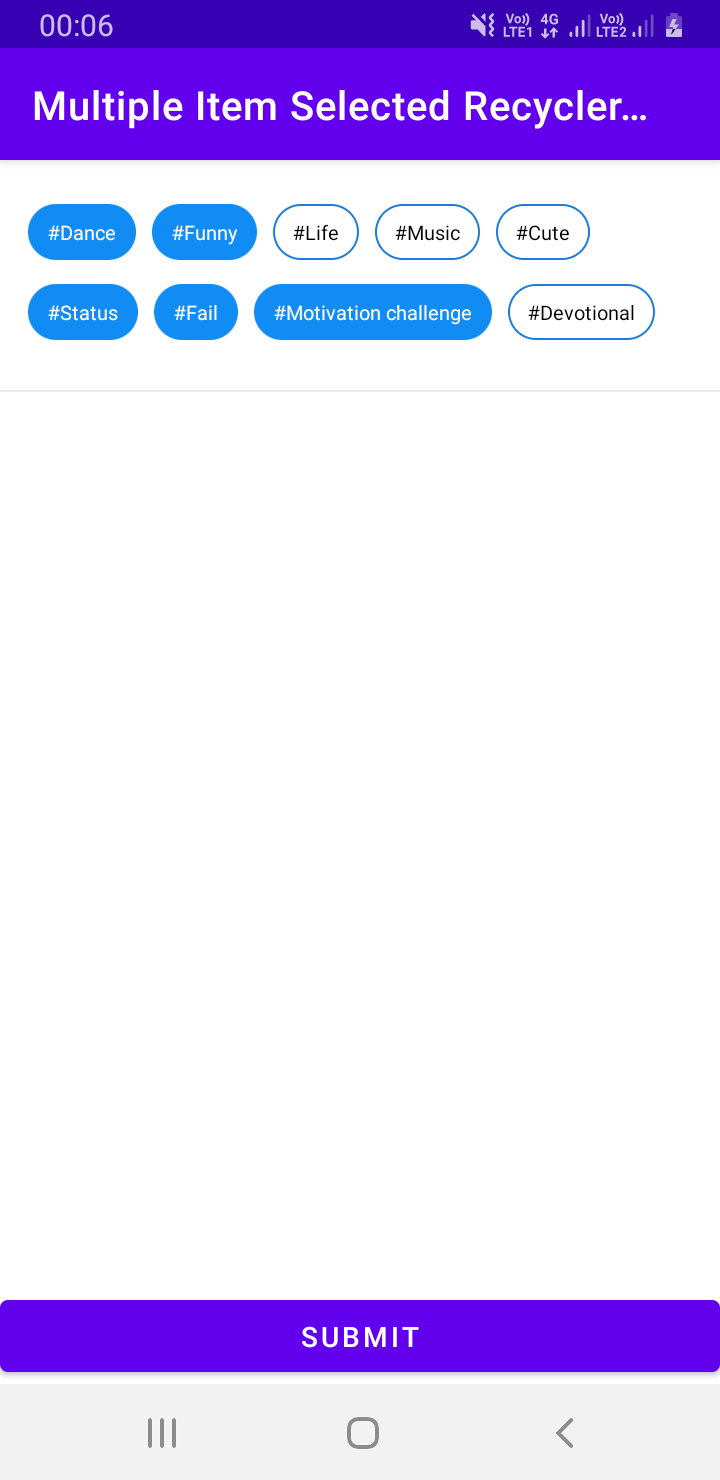 00:06 Vo)) LTE1 4G Vo)) LTE2
Multiple Item Selected Recycler...
#Dance #Funny #Life #Music #Cute
#Status #Fail #Motivation challenge #Devotional
SUBMIT